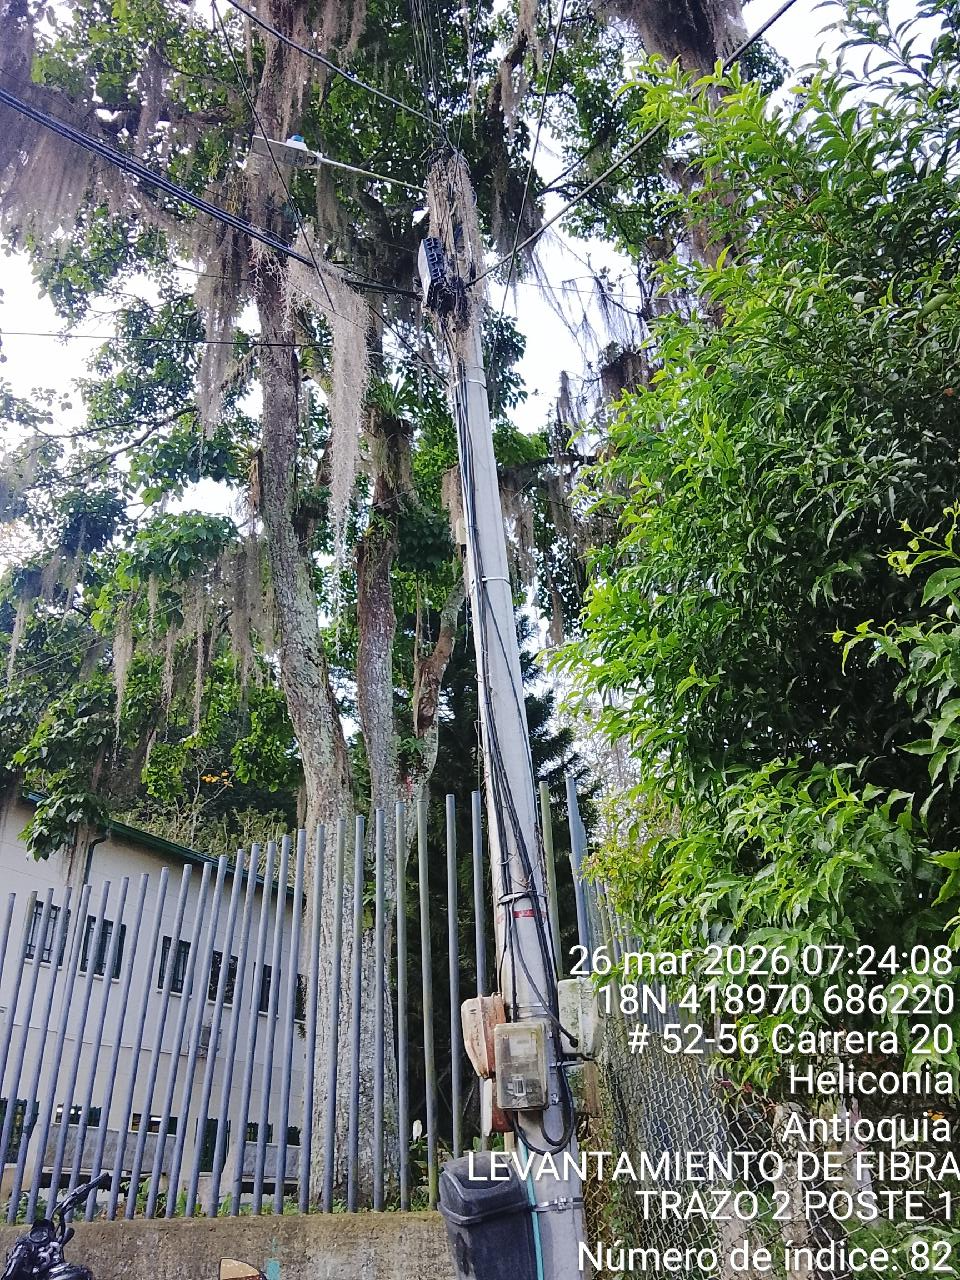 26 mar 2026 07:24:08
18N 418970 686220
# 52-56 Carrera 20
Heliconia
Antioquia
LEVANTAMIENTO DE FIBRA
TRAZO 2 POSTE 1
Número de índice: 82